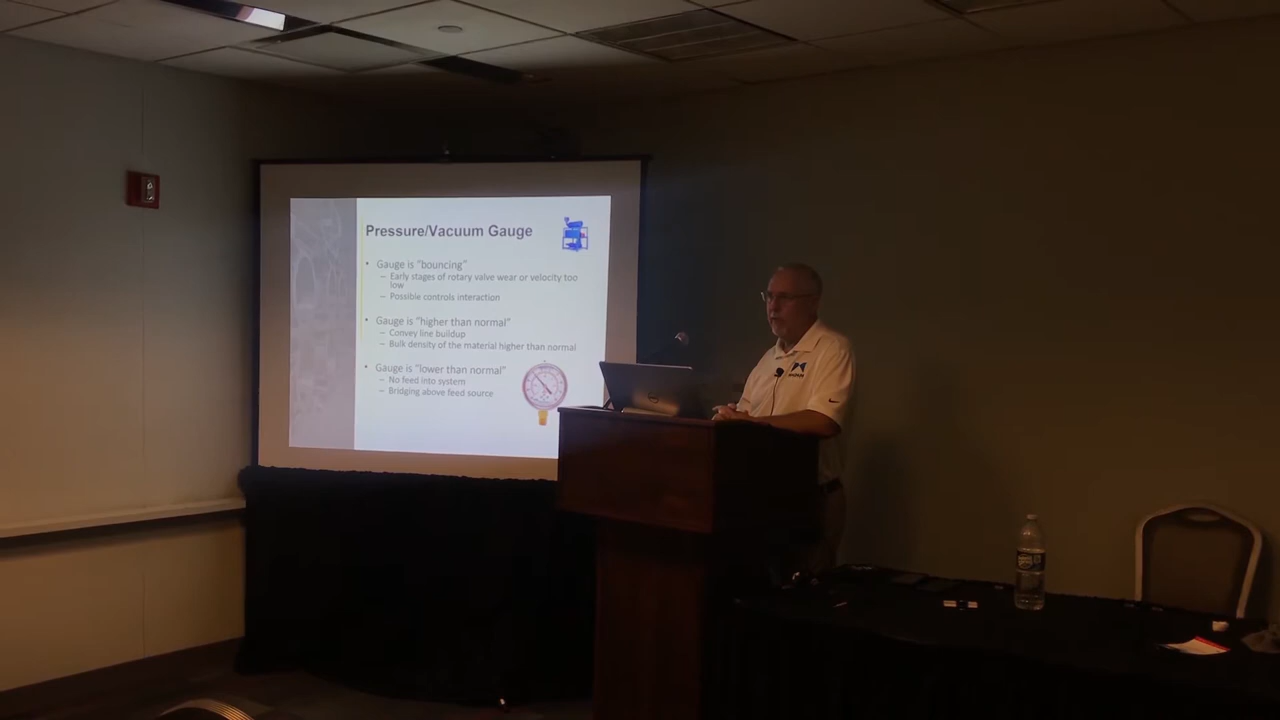 Pressure/Vacuum Gauge
• Gauge is "bouncing"
– Early stages of rotary valve wear or velocity too
low
– Possible controls interaction
• Gauge is "higher than normal"
– Convey line buildup
– Bulk density of the material higher than normal
• Gauge is "lower than normal"
– No feed into system
– Bridging above feed source
DELL